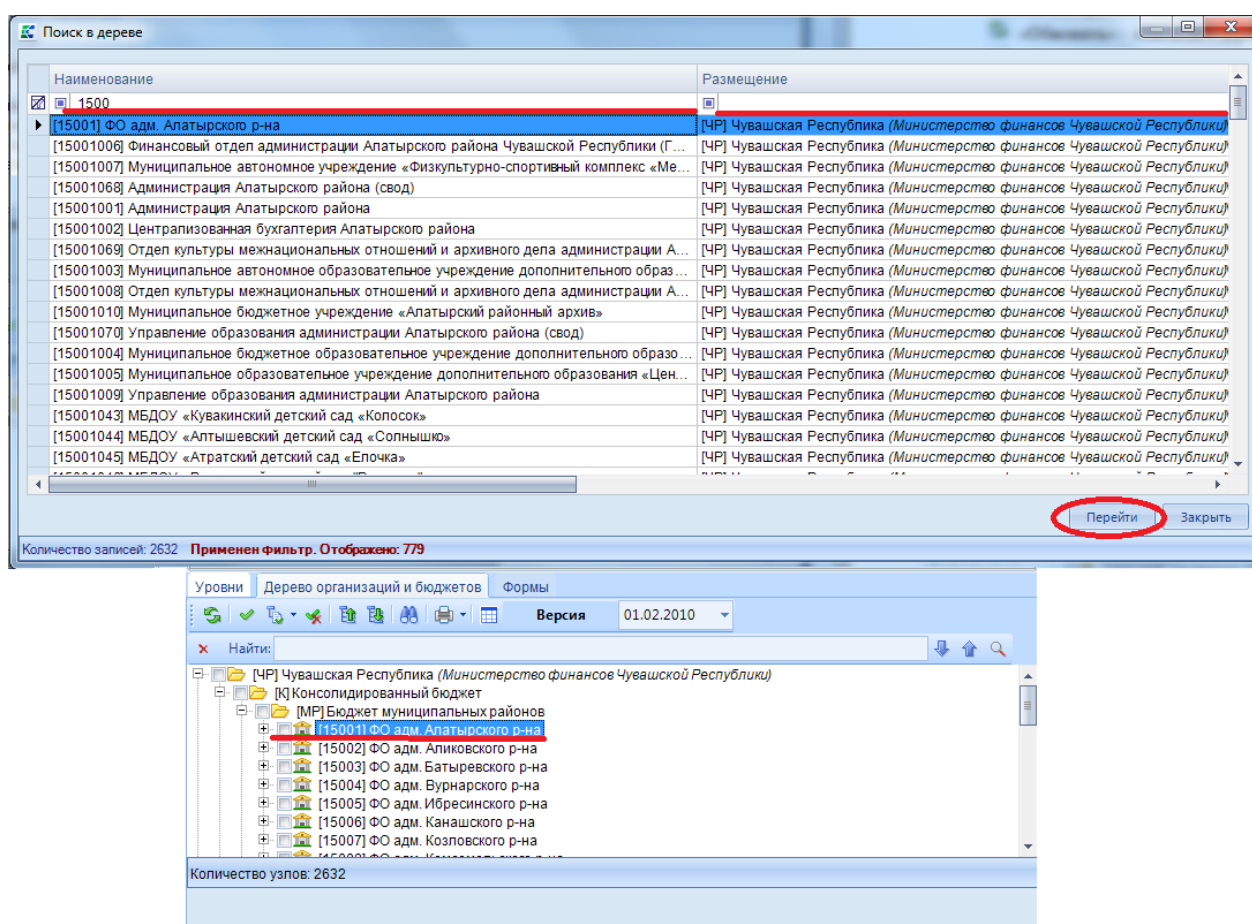 Поиск в дереве
Наименование Размещение
1500
[15001] ФО адм. Алатырского р-на [ЧР] Чувашская Республика (Министерство финансов Чувашской Республики)
[15001006] Финансовый отдел администрации Алатырского района Чувашской Республики (Г... [ЧР] Чувашская Республика (Министерство финансов Чувашской Республики)
[15001007] Муниципальное автономное учреждение «Физкультурно-спортивный комплекс «Ме... [ЧР] Чувашская Республика (Министерство финансов Чувашской Республики)
[15001068] Администрация Алатырского района (свод) [ЧР] Чувашская Республика (Министерство финансов Чувашской Республики)
[15001001] Администрация Алатырского района [ЧР] Чувашская Республика (Министерство финансов Чувашской Республики)
[15001002] Централизованная бухгалтерия Алатырского района [ЧР] Чувашская Республика (Министерство финансов Чувашской Республики)
[15001069] Отдел культуры межнациональных отношений и архивного дела администрации А... [ЧР] Чувашская Республика (Министерство финансов Чувашской Республики)
[15001003] Муниципальное автономное образовательное учреждение дополнительного образ... [ЧР] Чувашская Республика (Министерство финансов Чувашской Республики)
[15001008] Отдел культуры межнациональных отношений и архивного дела администрации А... [ЧР] Чувашская Республика (Министерство финансов Чувашской Республики)
[15001010] Муниципальное бюджетное учреждение «Алатырский районный архив» [ЧР] Чувашская Республика (Министерство финансов Чувашской Республики)
[15001070] Управление образования администрации Алатырского района (свод) [ЧР] Чувашская Республика (Министерство финансов Чувашской Республики)
[15001004] Муниципальное бюджетное образовательное учреждение дополнительного образо... [ЧР] Чувашская Республика (Министерство финансов Чувашской Республики)
[15001005] Муниципальное образовательное учреждение дополнительного образования «Цен... [ЧР] Чувашская Республика (Министерство финансов Чувашской Республики)
[15001009] Управление образования администрации Алатырского района [ЧР] Чувашская Республика (Министерство финансов Чувашской Республики)
[15001043] МБДОУ «Кувакинский детский сад «Колосок» [ЧР] Чувашская Республика (Министерство финансов Чувашской Республики)
[15001044] МБДОУ «Алтышевский детский сад «Солнышко» [ЧР] Чувашская Республика (Министерство финансов Чувашской Республики)
[15001045] МБДОУ «Атратский детский сад «Елочка» [ЧР] Чувашская Республика (Министерство финансов Чувашской Республики)
Перейти Закрыть
Количество записей: 2632 Применен фильтр. Отображено: 779
Уровни Дерево организаций и бюджетов Формы
Версия 01.02.2010
Найти:
[ЧР] Чувашская Республика (Министерство финансов Чувашской Республики)
[К] Консолидированный бюджет
[МР] Бюджет муниципальных районов
[15001] ФО адм. Алатырского р-на
[15002] ФО адм. Аликовского р-на
[15003] ФО адм. Батыревского р-на
[15004] ФО адм. Вурнарского р-на
[15005] ФО адм. Ибресинского р-на
[15006] ФО адм. Канашского р-на
[15007] ФО адм. Козловского р-на
Количество узлов: 2632